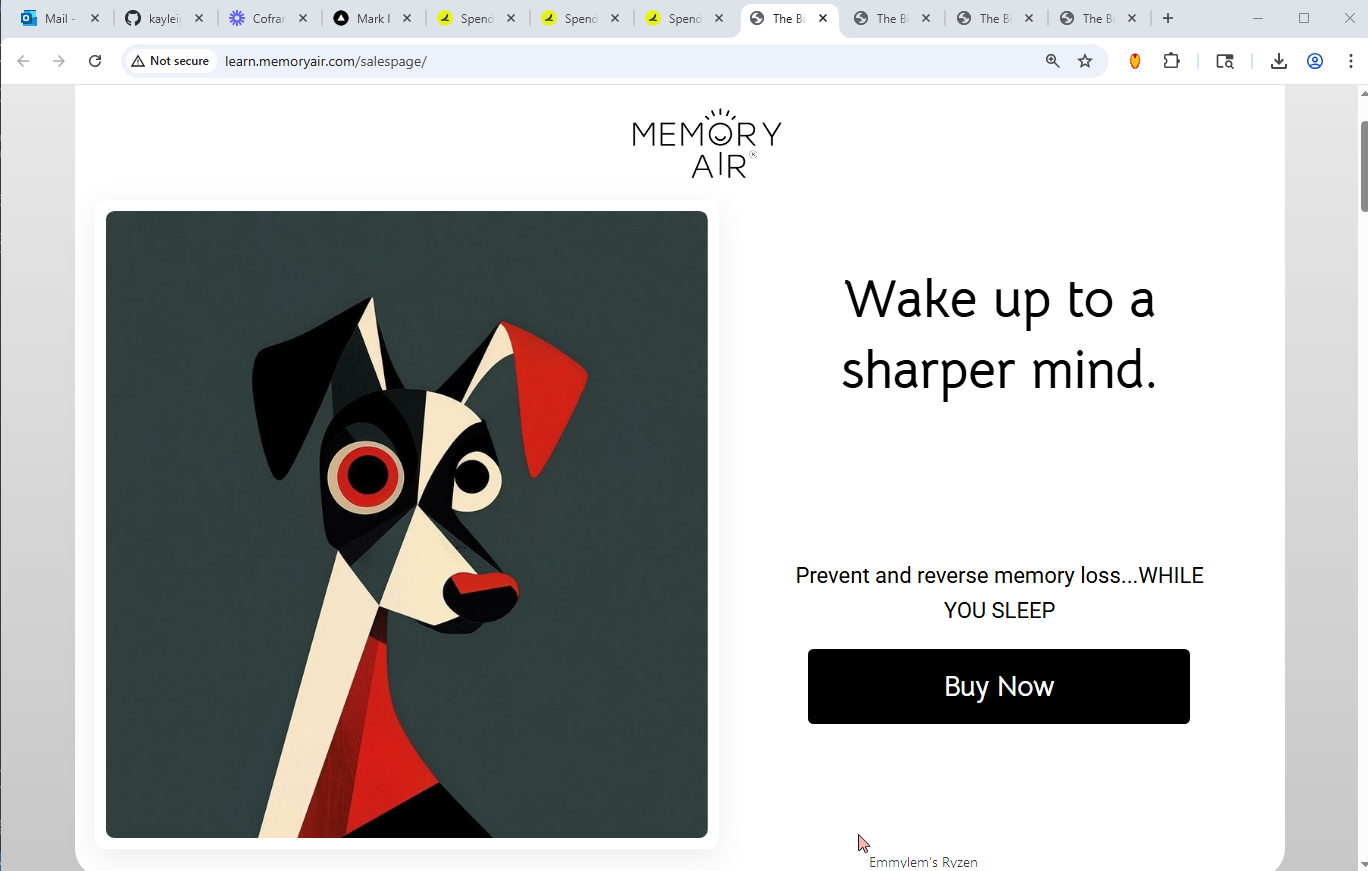 Mail -
kayleig
Cofran
Mark I
Spend
Spend
Spend
The Bi
The Bi
The Bi
The Bi
Not secure
learn.memoryair.com/salespage/
MEMORY
AIR®
Wake up to a
sharper mind.
Prevent and reverse memory loss...WHILE
YOU SLEEP
Buy Now
Emmylem's Ryzen